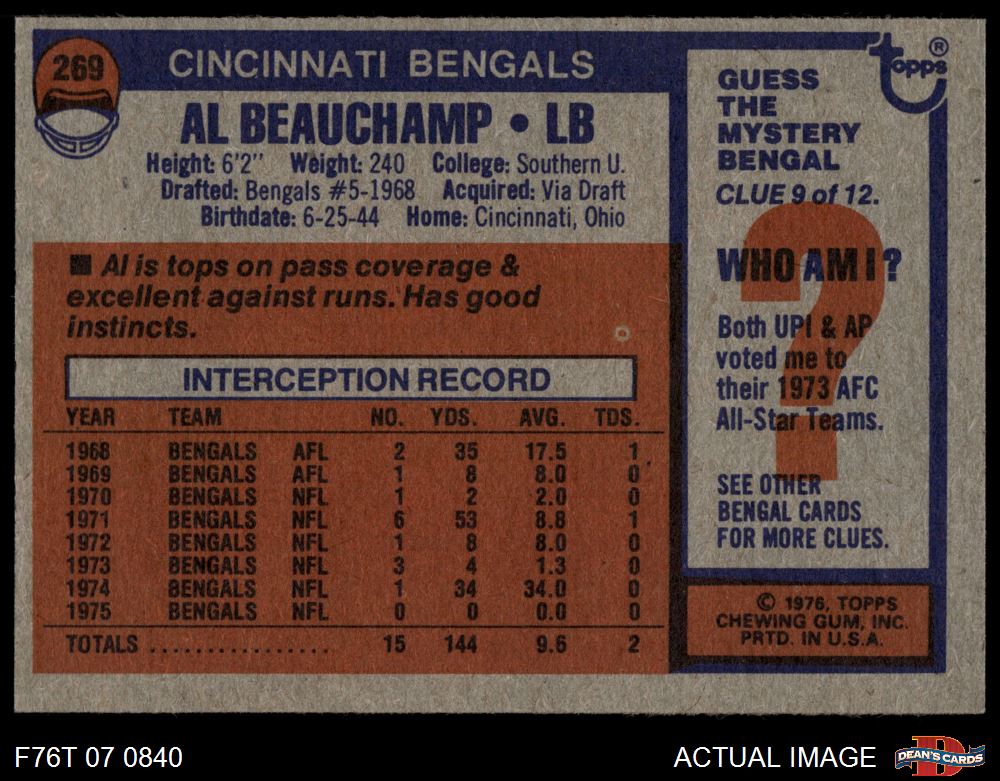 269
CINCINNATI BENGALS
AL BEAUCHAMP • LB
Height: 6'2" Weight: 240 College: Southern U.
Drafted: Bengals #5-1968 Acquired: Via Draft
Birthdate: 6-25-44 Home: Cincinnati, Ohio
■ Al is tops on pass coverage &
excellent against runs. Has good
instincts.
INTERCEPTION RECORD
YEAR TEAM NO. YDS. AVG. TDS.
1968 BENGALS AFL 2 35 17.5 1
1969 BENGALS AFL 1 8 8.0 0
1970 BENGALS NFL 1 2 2.0 0
1971 BENGALS NFL 6 53 8.8 1
1972 BENGALS NFL 1 8 8.0 0
1973 BENGALS NFL 3 4 1.3 0
1974 BENGALS NFL 1 34 34.0 0
1975 BENGALS NFL 0 0 0.0 0
TOTALS ................ 15 144 9.6 2
topps ®
GUESS
THE
MYSTERY
BENGAL
CLUE 9 of 12.
?
WHO AM I?
Both UPI & AP
voted me to
their 1973 AFC
All-Star Teams.
SEE OTHER
BENGAL CARDS
FOR MORE CLUES.
© 1976, TOPPS
CHEWING GUM, INC.
PRTD. IN U.S.A.
F76T 07 0840
ACTUAL IMAGE
D
DEAN'S CARDS